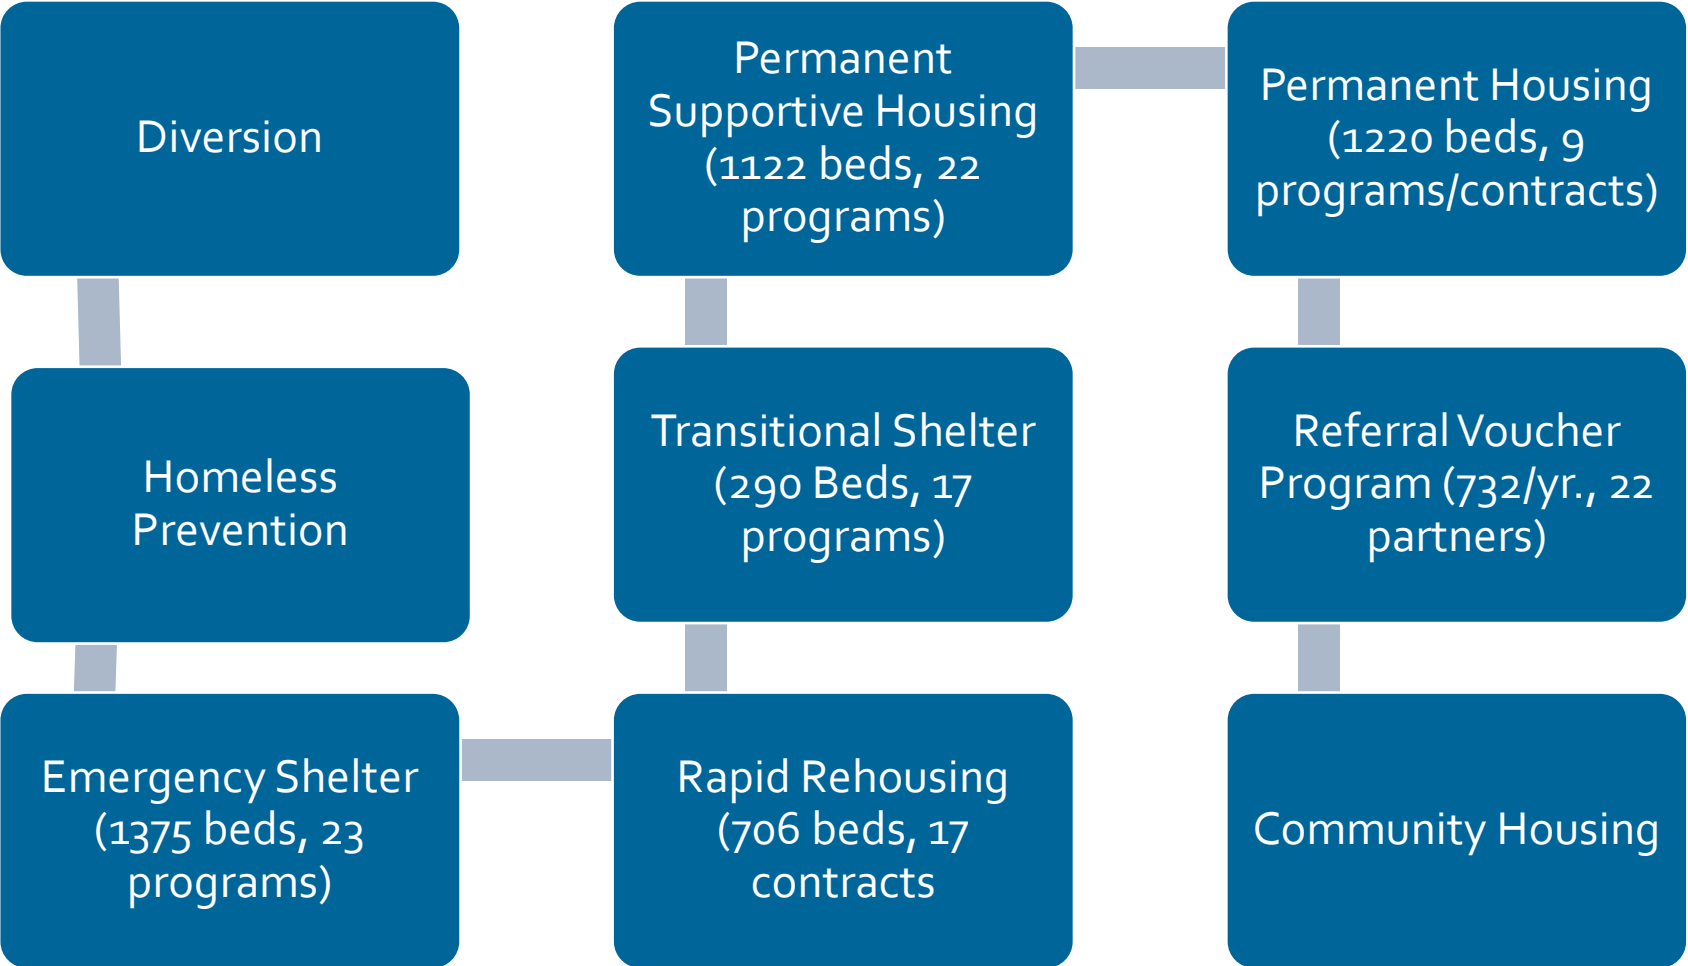 Diversion
Homeless
Prevention
Emergency Shelter
(1375 beds, 23
programs)
Rapid Rehousing
(706 beds, 17
contracts
Transitional Shelter
(290 Beds, 17
programs)
Permanent
Supportive Housing
(1122 beds, 22
programs)
Permanent Housing
(1220 beds, 9
programs/contracts)
Referral Voucher
Program (732/yr., 22
partners)
Community Housing